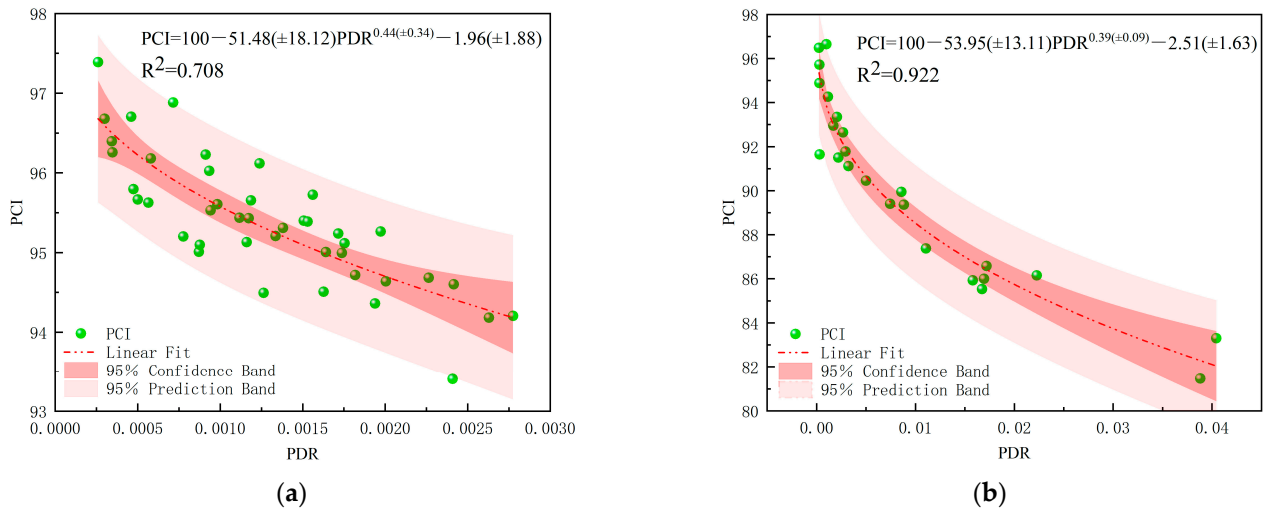 98
97
96
95
94
93
PCI
PCI=100−51.48(±18.12)PDR^0.44(±0.34)−1.96(±1.88)
R²=0.708
PCI
Linear Fit
95% Confidence Band
95% Prediction Band
0.0000 0.0005 0.0010 0.0015 0.0020 0.0025 0.0030
PDR
(a)
98
96
94
92
90
88
86
84
82
80
PCI
PCI=100−53.95(±13.11)PDR^0.39(±0.09)−2.51(±1.63)
R²=0.922
PCI
Linear Fit
95% Confidence Band
95% Prediction Band
0.00 0.01 0.02 0.03 0.04
PDR
(b)